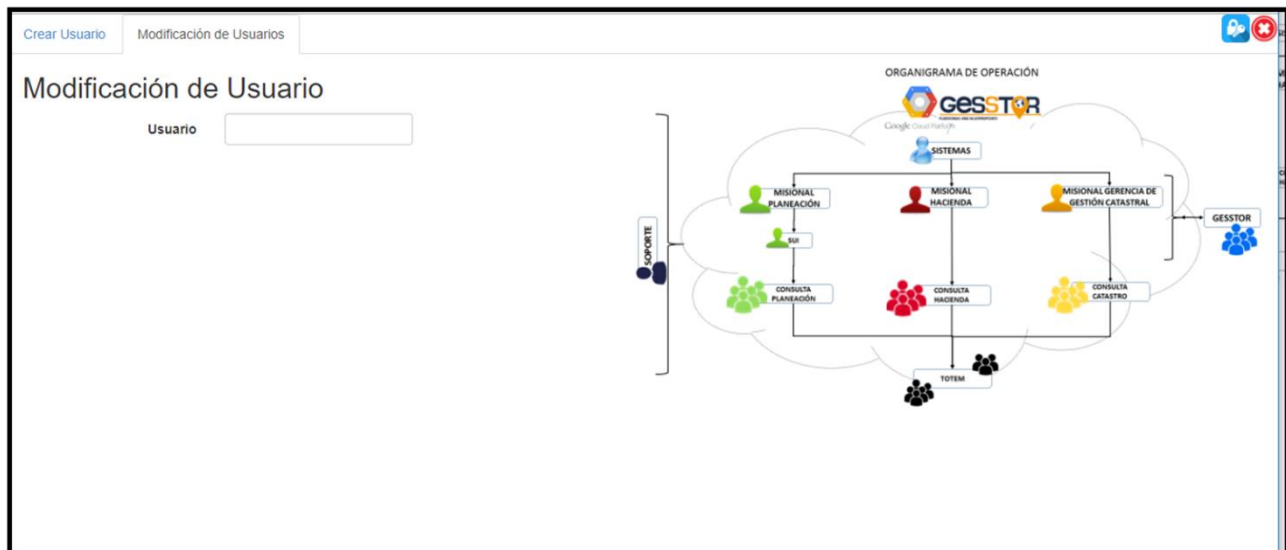 Crear Usuario
Modificación de Usuarios
Modificación de Usuario
Usuario
ORGANIGRAMA DE OPERACIÓN
GESSTOR
Google Cloud Platform
SISTEMAS
MISIONAL
PLANEACIÓN
MISIONAL
HACIENDA
MISIONAL GERENCIA DE
GESTIÓN CATASTRAL
SOPORTE
SUI
GESSTOR
CONSULTA
PLANEACIÓN
CONSULTA
HACIENDA
CONSULTA
CATASTRO
TOTEM